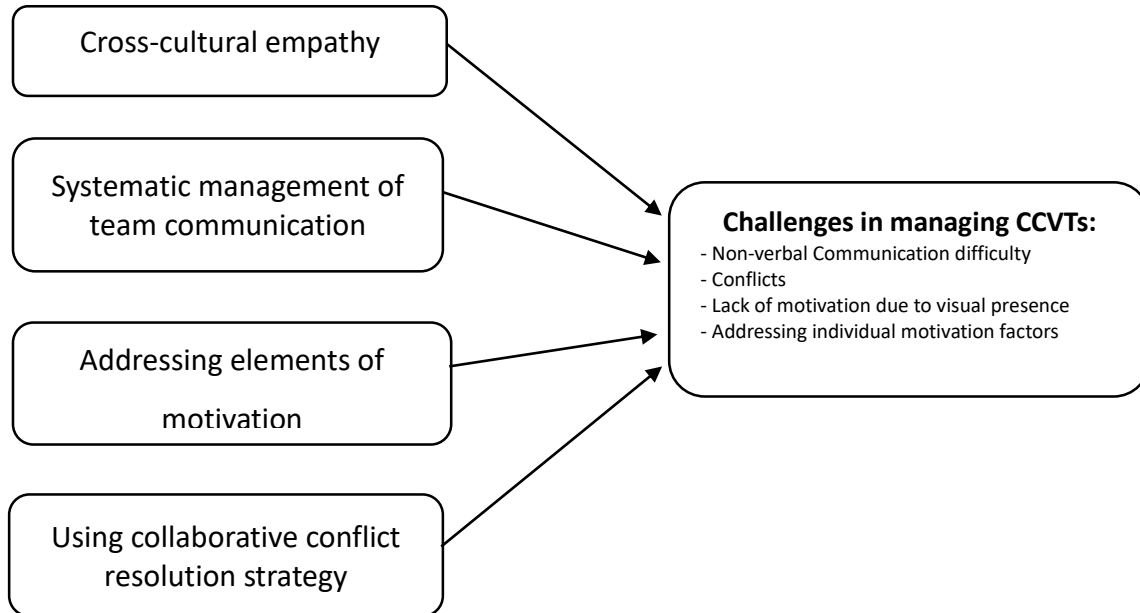 Cross-cultural empathy
Systematic management of
team communication
Addressing elements of
motivation
Using collaborative conflict
resolution strategy
Challenges in managing CCVTs:
- Non-verbal Communication difficulty
- Conflicts
- Lack of motivation due to visual presence
- Addressing individual motivation factors